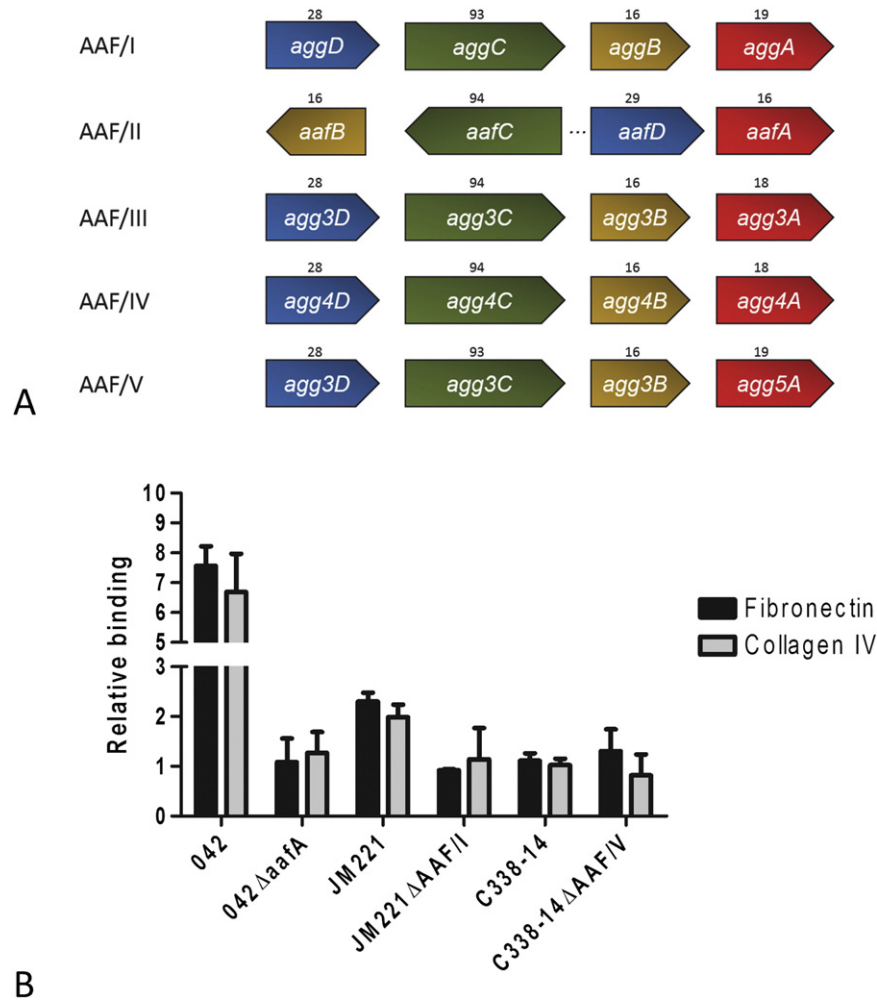 28 93 16 19
AAF/I aggD aggC aggB aggA
16 94 29 16
AAF/II aafB aafC ... aafD aafA
28 94 16 18
AAF/III agg3D agg3C agg3B agg3A
28 94 16 18
AAF/IV agg4D agg4C agg4B agg4A
28 93 16 19
AAF/V agg3D agg3C agg3B agg5A
A
Relative binding
10
9
8
7
6
5
3
2
1
0
Fibronectin
Collagen IV
042
042ΔaafA
JM221
JM221ΔAAF/I
C338-14
C338-14ΔAAF/V
B